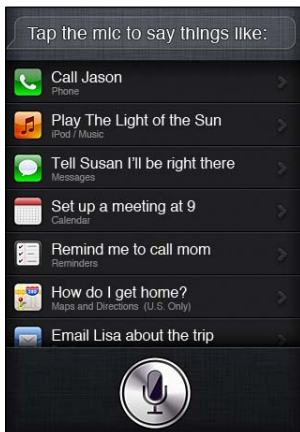 Tap the mic to say things like:
Call Jason
Phone
Play The Light of the Sun
iPod / Music
Tell Susan I'll be right there
Messages
Set up a meeting at 9
Calendar
Remind me to call mom
Reminders
How do I get home?
Maps and Directions (U.S. Only)
Email Lisa about the trip